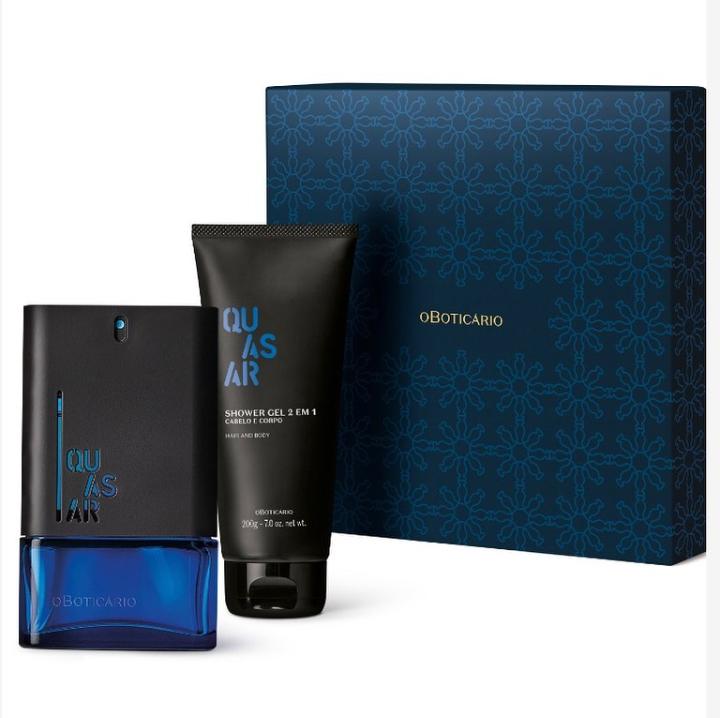 oBOTICÁRIO
QU
AS
AR
SHOWER GEL 2 EM 1
CABELO E CORPO
HAIR AND BODY
oBOTICÁRIO
200g - 7.0 oz. net wt.
QU
AS
AR
oBOTICÁRIO